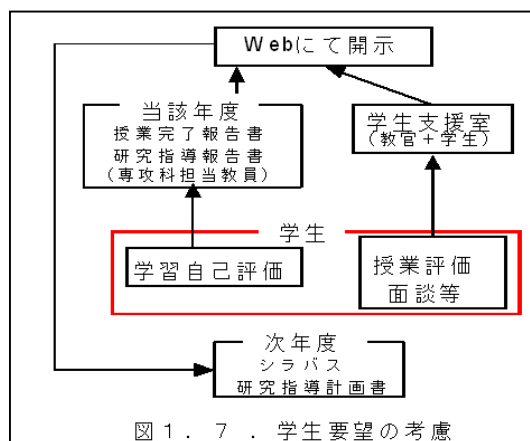 Webにて開示
当該年度
授業完了報告書
研究指導報告書
(専攻科担当教員)
学生支援室
(教官+学生)
学生
学習自己評価
授業評価
面談等
次年度
シラバス
研究指導計画書
図1.7.学生要望の考慮